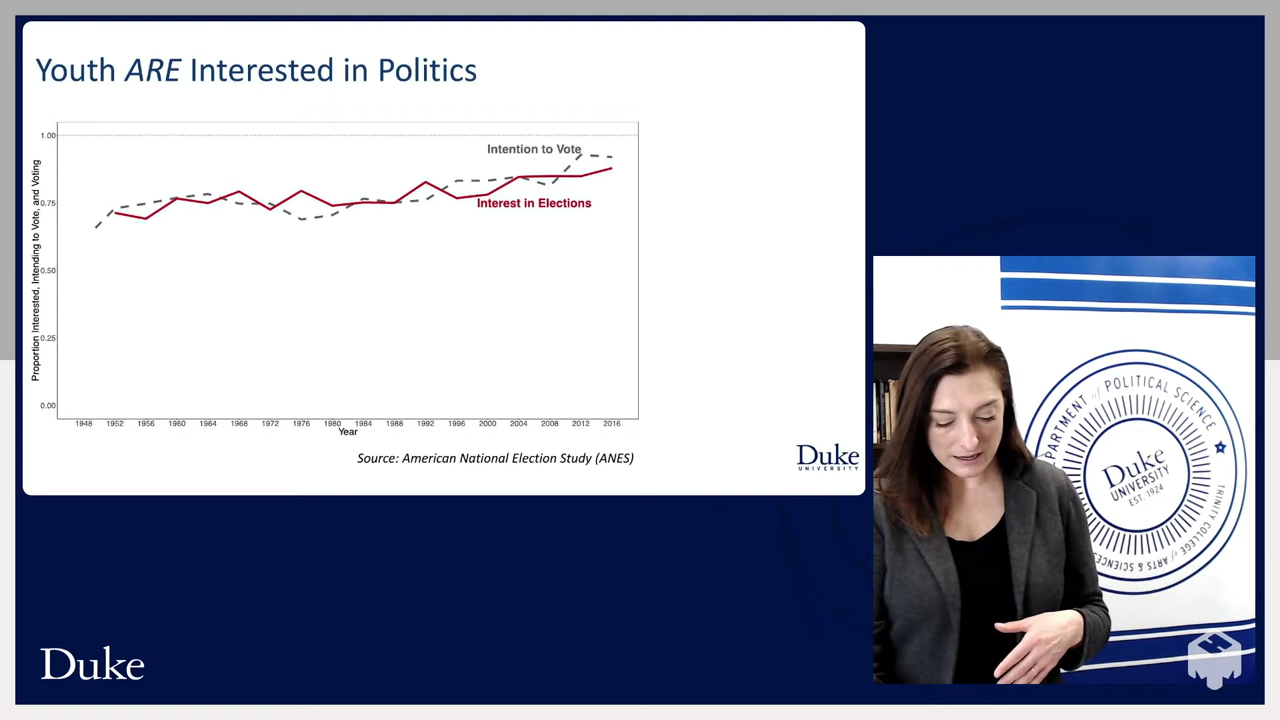 Youth ARE Interested in Politics
Proportion Interested, Intending to Vote, and Voting
1.00
0.75
0.50
0.25
0.00
Intention to Vote
Interest in Elections
1948 1952 1956 1960 1964 1968 1972 1976 1980 1984 1988 1992 1996 2000 2004 2008 2012 2016
Year
Source: American National Election Study (ANES)
Duke
UNIVERSITY
DEPARTMENT of POLITICAL SCIENCE
Duke
UNIVERSITY
EST. 1924
TRINITY COLLEGE of ARTS & SCIENCES
Duke